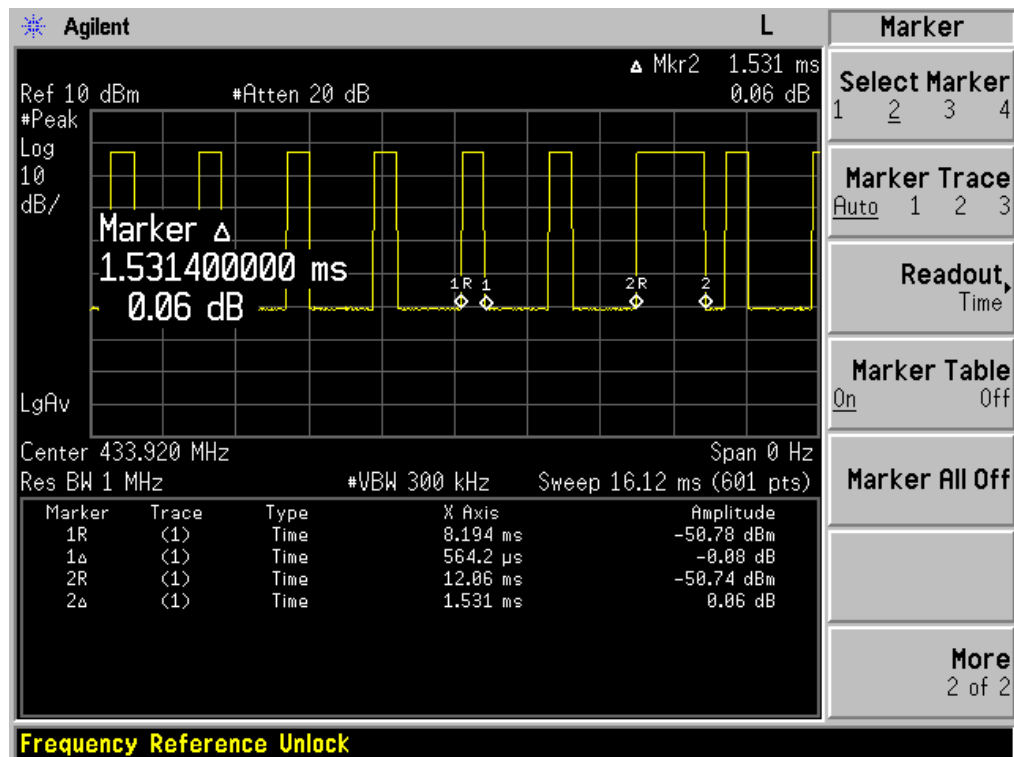 Agilent L Marker
Δ Mkr2 1.531 ms
Ref 10 dBm #Atten 20 dB 0.06 dB
#Peak
Log
10
dB/
Marker Δ
1.531400000 ms
0.06 dB
1R 1 2R 2
LgAv
Center 433.920 MHz Span 0 Hz
Res BW 1 MHz #VBW 300 kHz Sweep 16.12 ms (601 pts)
Marker Trace Type X Axis Amplitude
1R (1) Time 8.194 ms -50.78 dBm
1Δ (1) Time 564.2 µs -0.08 dB
2R (1) Time 12.06 ms -50.74 dBm
2Δ (1) Time 1.531 ms 0.06 dB
Select Marker
1 2 3 4
Marker Trace
Auto 1 2 3
Readout
Time
Marker Table
On Off
Marker All Off
More
2 of 2
Frequency Reference Unlock